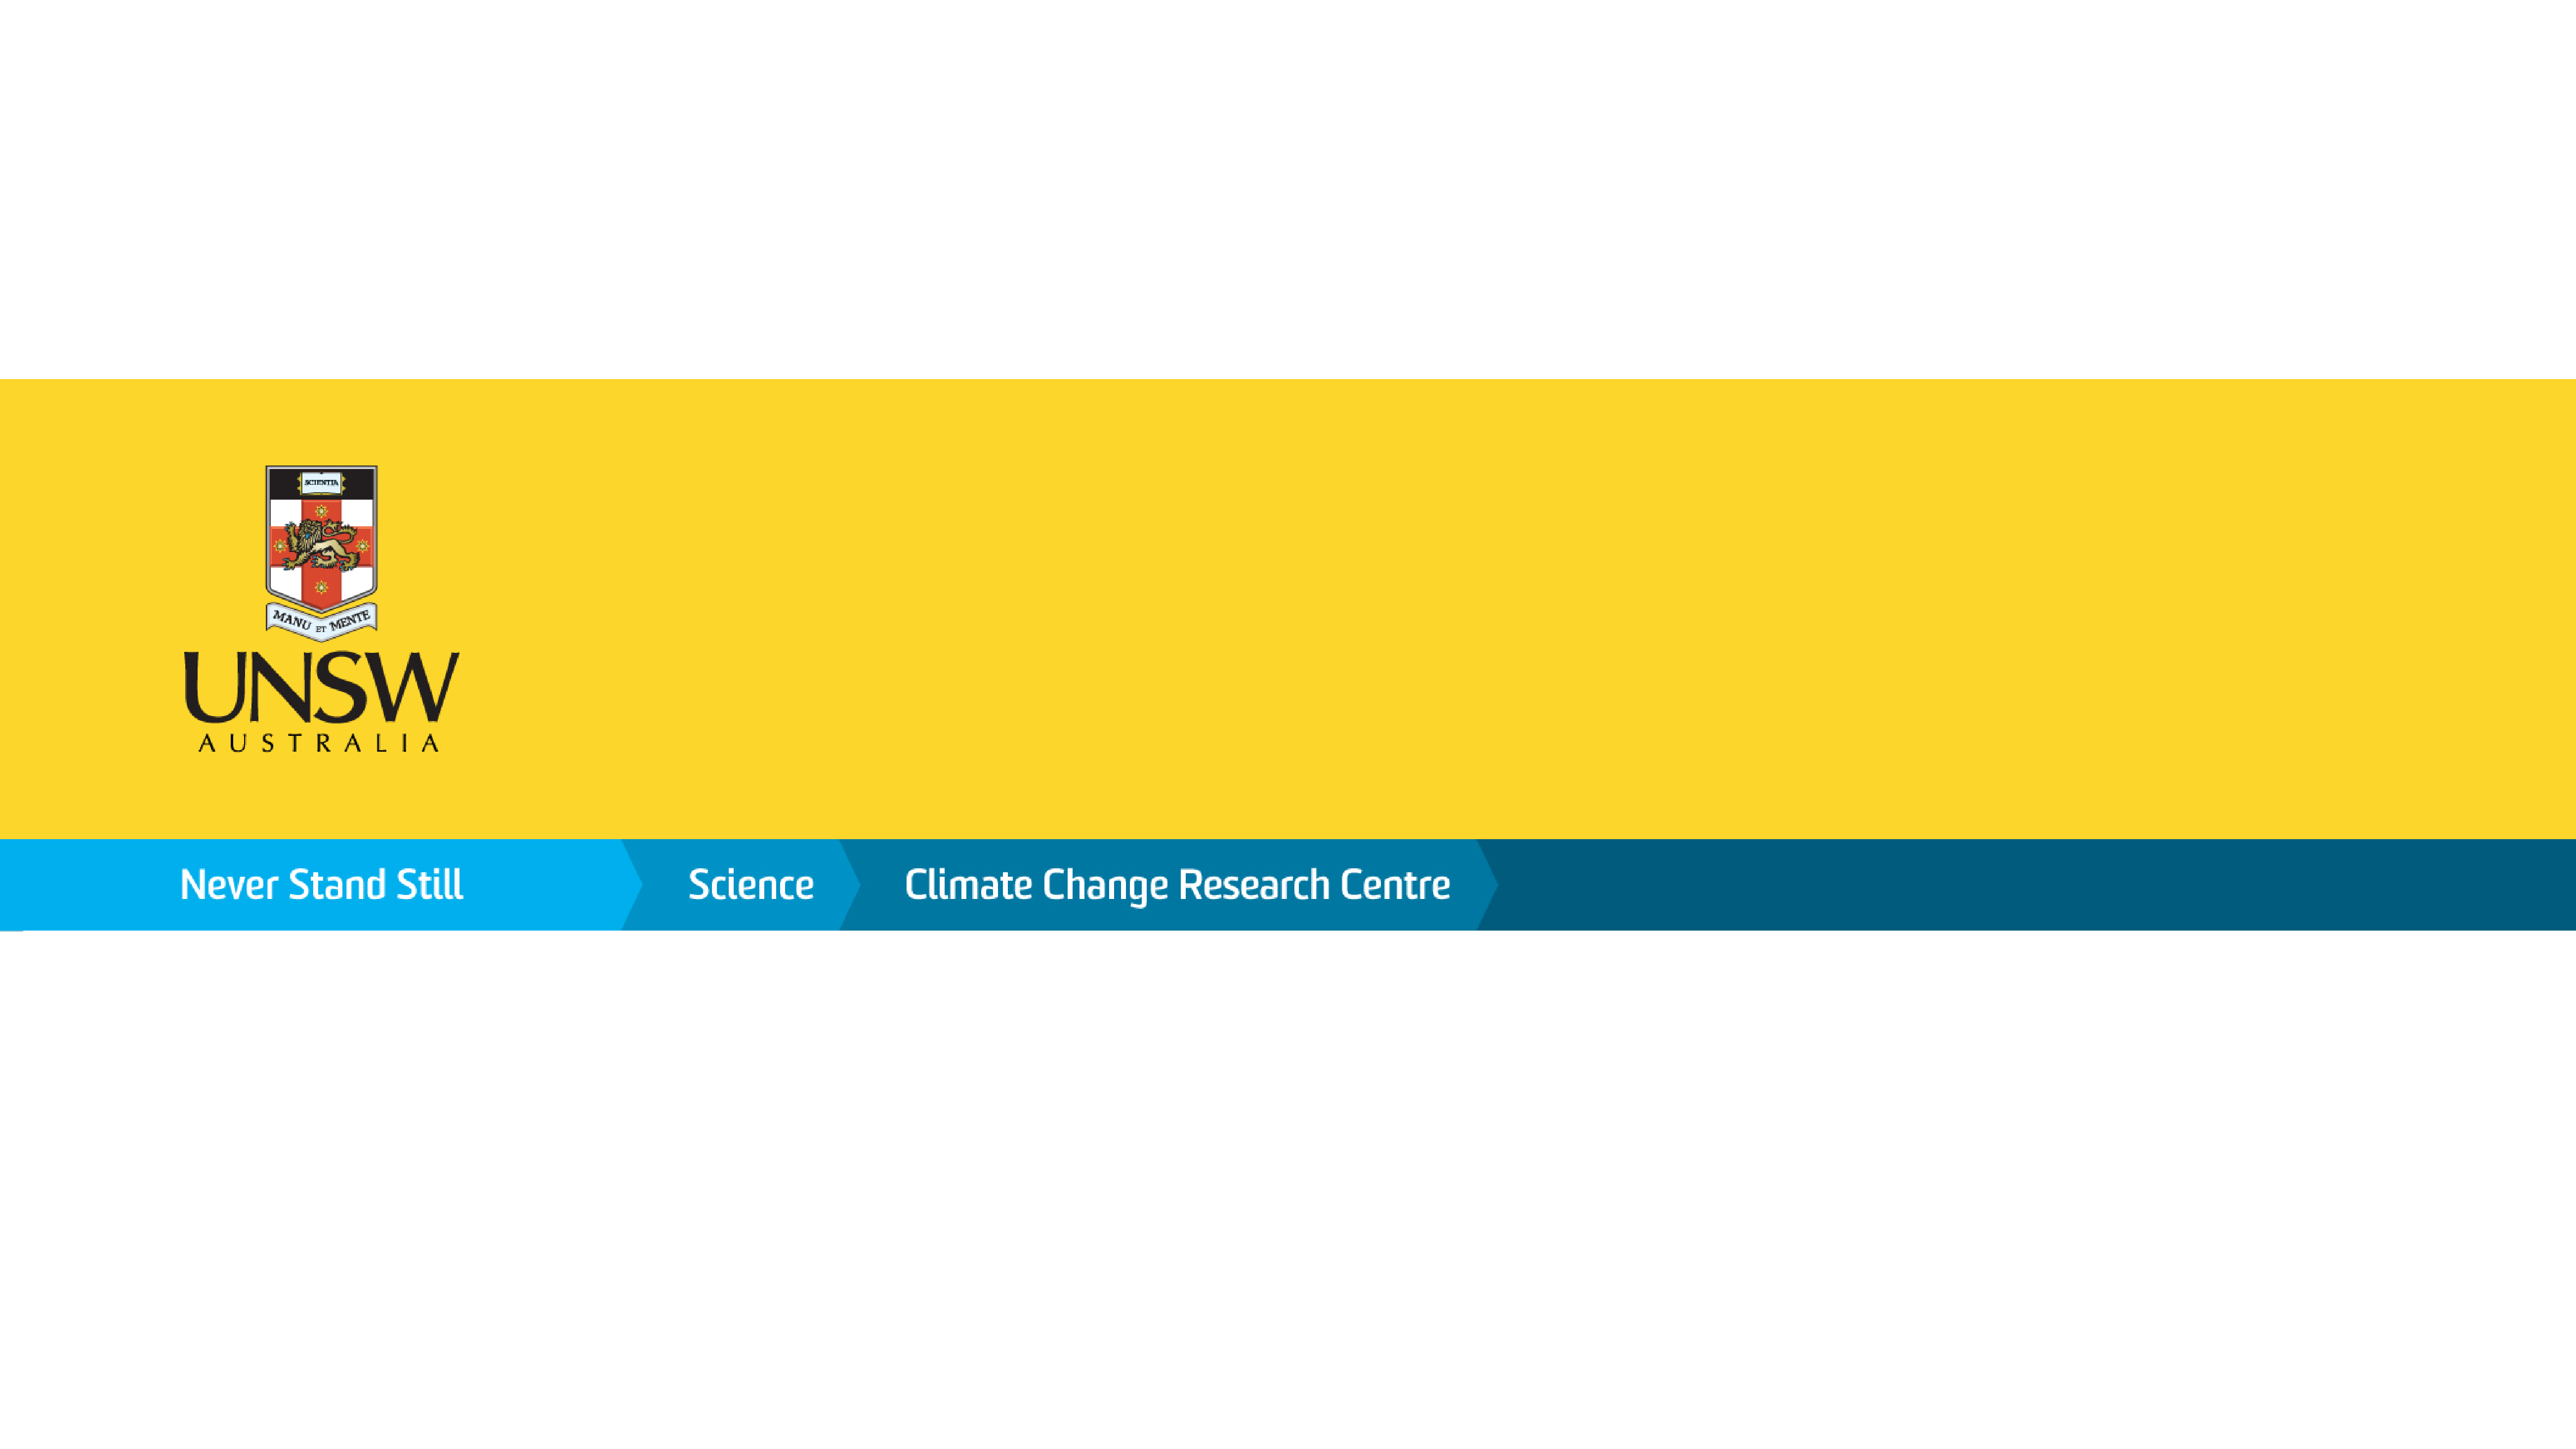 SCIENTIA
MANU ET MENTE
UNSW
AUSTRALIA
Never Stand Still Science Climate Change Research Centre